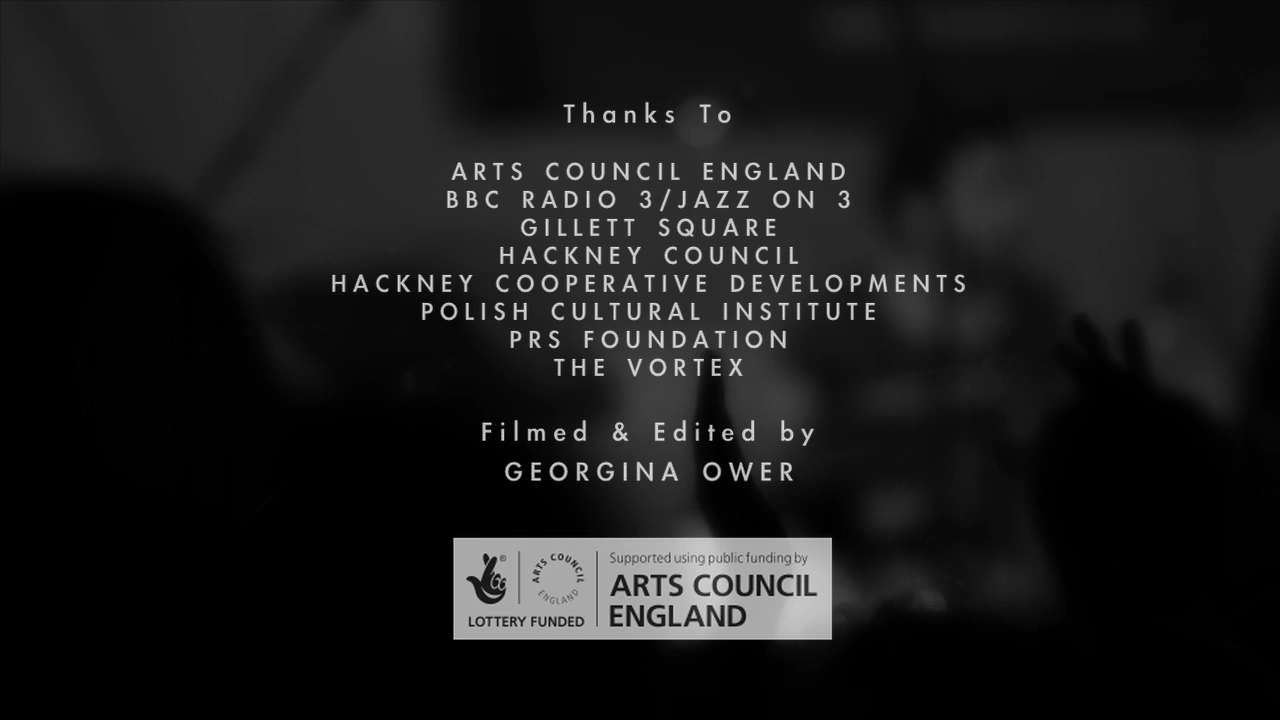 Thanks To
ARTS COUNCIL ENGLAND
BBC RADIO 3/JAZZ ON 3
GILLETT SQUARE
HACKNEY COUNCIL
HACKNEY COOPERATIVE DEVELOPMENTS
POLISH CULTURAL INSTITUTE
PRS FOUNDATION
THE VORTEX
Filmed & Edited by
GEORGINA OWER
ARTS COUNCIL
ENGLAND
LOTTERY FUNDED
Supported using public funding by
ARTS COUNCIL
ENGLAND